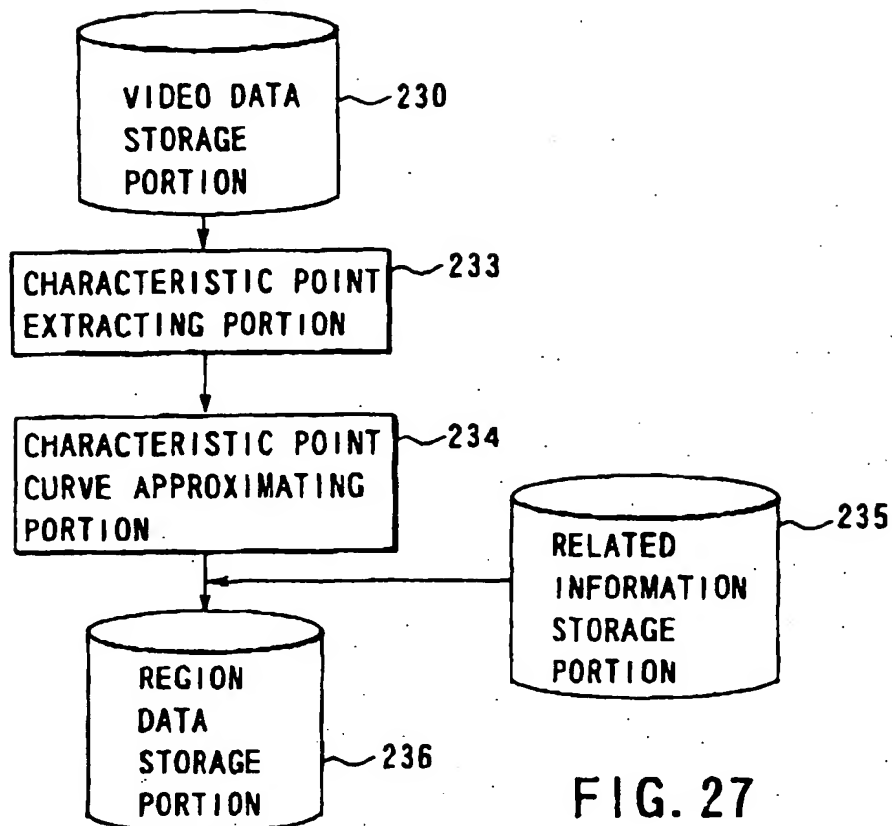 VIDEO DATA
STORAGE
PORTION
230
CHARACTERISTIC POINT
EXTRACTING PORTION
233
CHARACTERISTIC POINT
CURVE APPROXIMATING
PORTION
234
RELATED
INFORMATION
STORAGE
PORTION
235
REGION
DATA
STORAGE
PORTION
236
FIG. 27